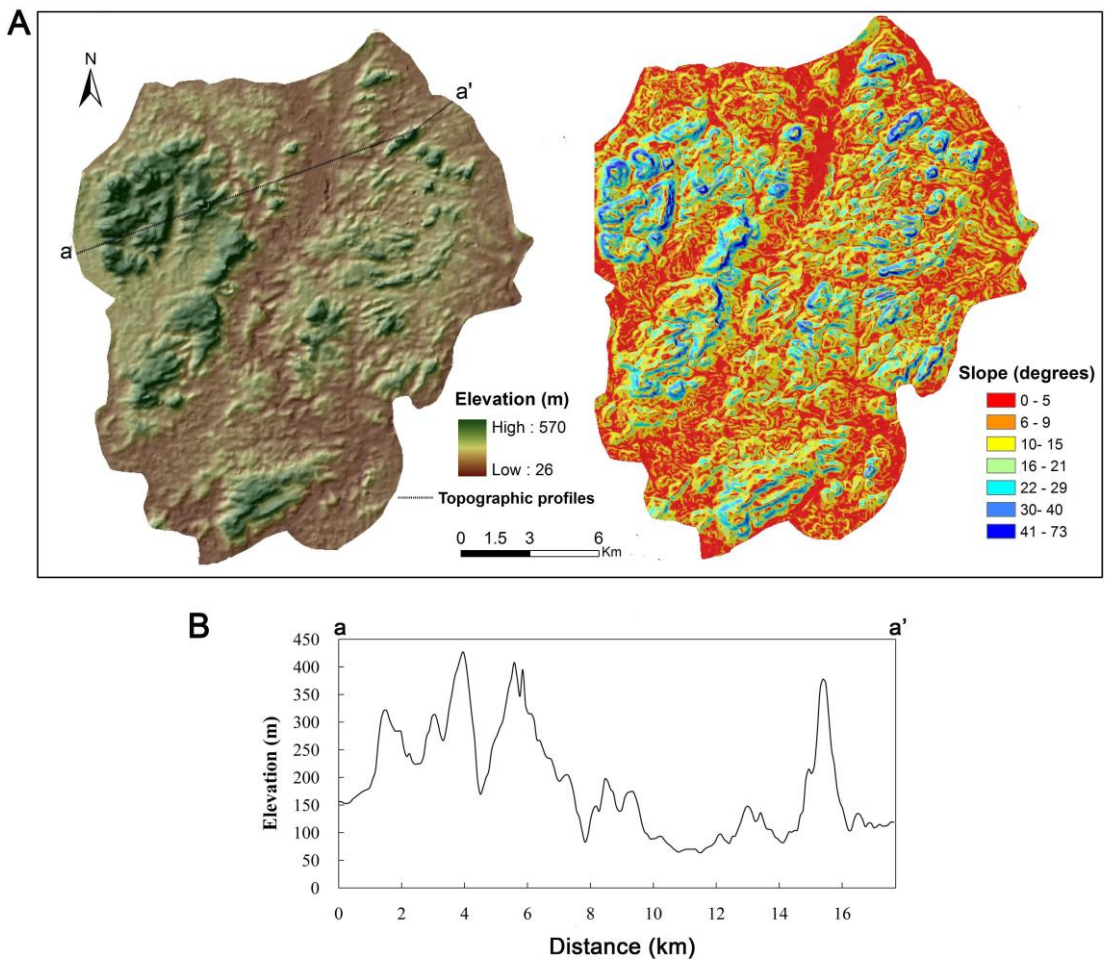 A
N
a'
a
Elevation (m)
High : 570
Low : 26
Topographic profiles
0 1.5 3 6
Km
Slope (degrees)
0 - 5
6 - 9
10- 15
16 - 21
22 - 29
30- 40
41 - 73
B
a a'
450
400
350
300
250
200
150
100
50
0
Elevation (m)
0 2 4 6 8 10 12 14 16
Distance (km)